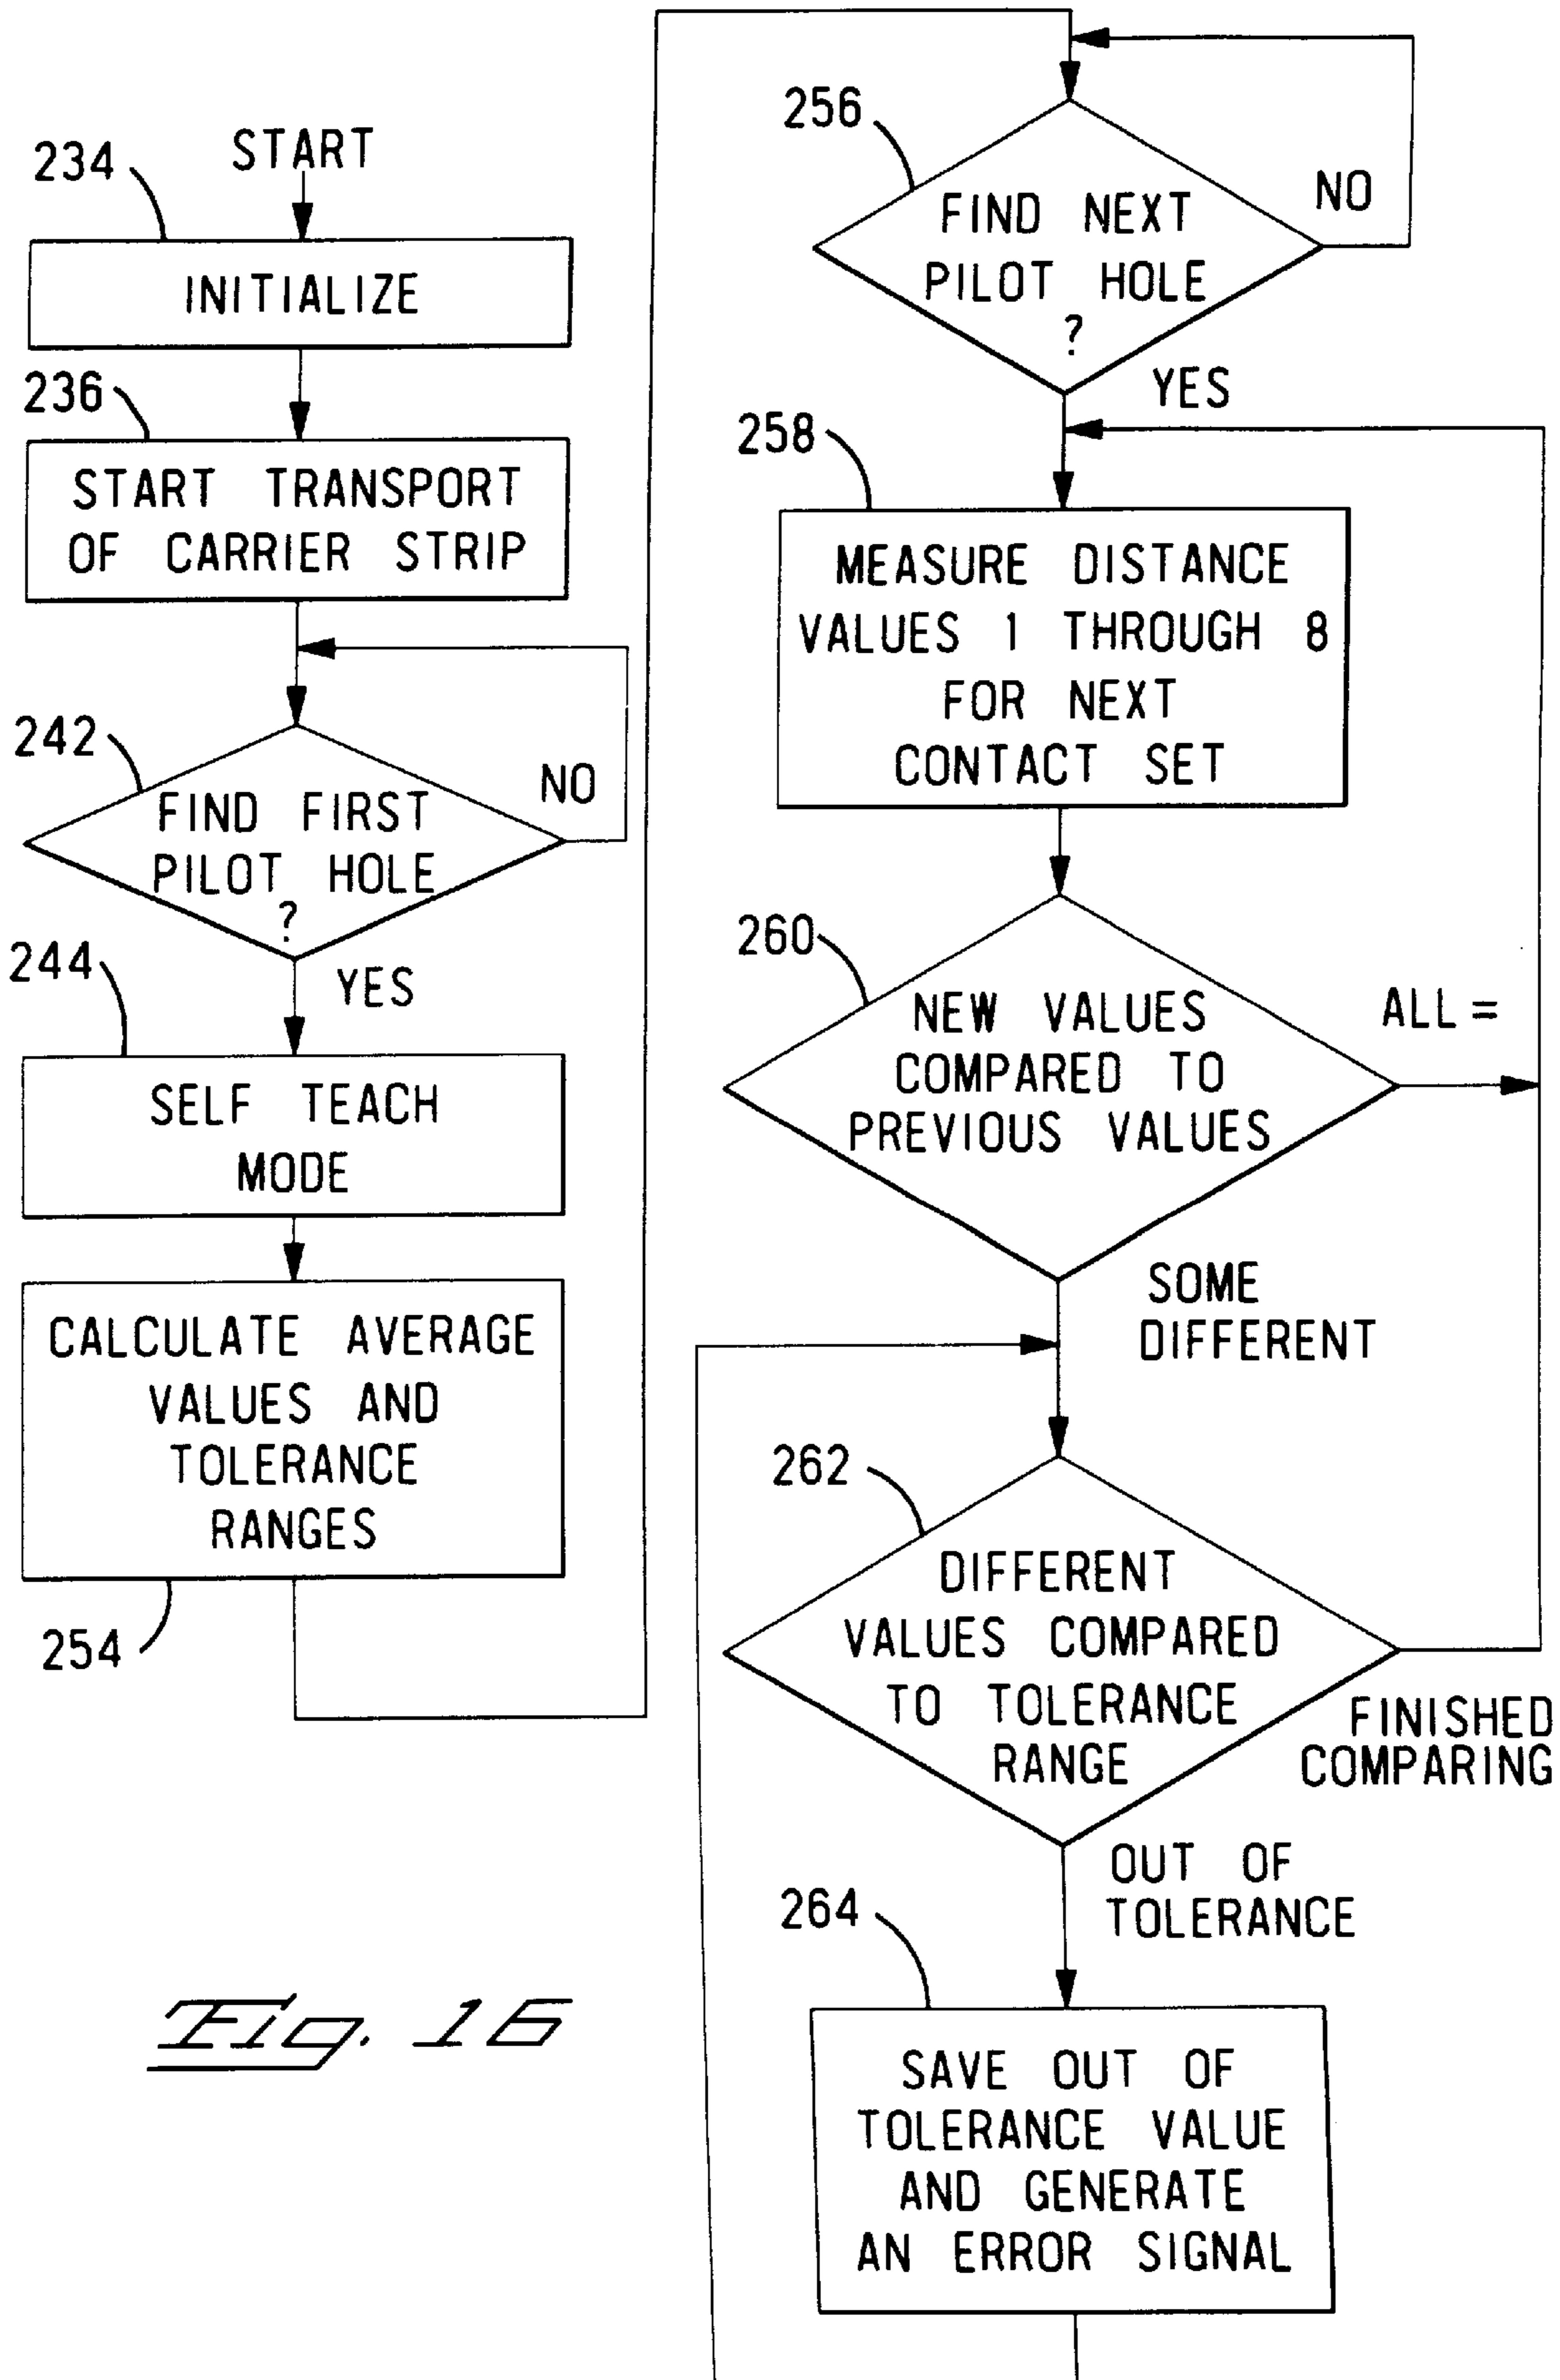 START
234
INITIALIZE
236
START TRANSPORT
OF CARRIER STRIP
242
FIND FIRST
PILOT HOLE
?
NO
YES
244
SELF TEACH
MODE
CALCULATE AVERAGE
VALUES AND
TOLERANCE
RANGES
254
256
FIND NEXT
PILOT HOLE
?
NO
YES
258
MEASURE DISTANCE
VALUES 1 THROUGH 8
FOR NEXT
CONTACT SET
260
NEW VALUES
COMPARED TO
PREVIOUS VALUES
ALL =
SOME
DIFFERENT
262
DIFFERENT
VALUES COMPARED
TO TOLERANCE
RANGE
FINISHED
COMPARING
OUT OF
TOLERANCE
264
SAVE OUT OF
TOLERANCE VALUE
AND GENERATE
AN ERROR SIGNAL
Fig. 16